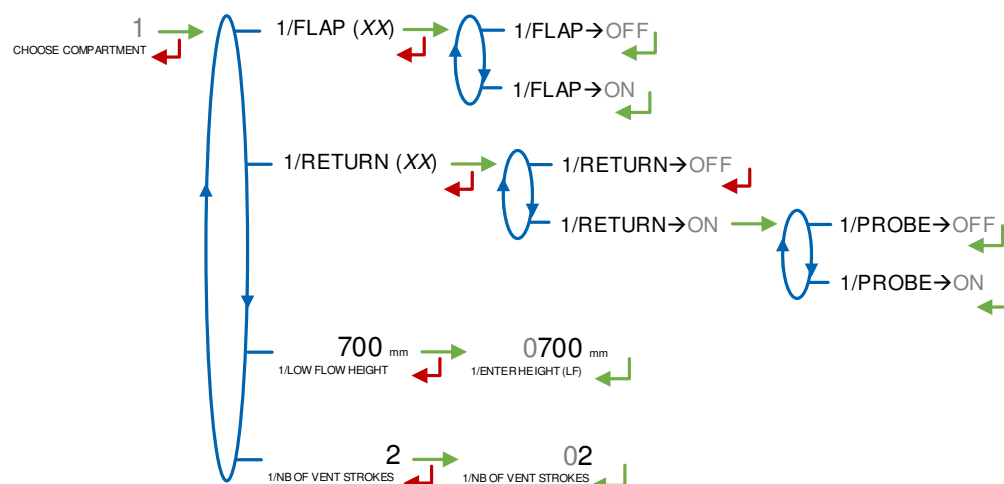 1
CHOOSE COMPARTMENT
1/FLAP (XX)
1/FLAP→OFF
1/FLAP→ON
1/RETURN (XX)
1/RETURN→OFF
1/RETURN→ON
1/PROBE→OFF
1/PROBE→ON
700 mm
1/LOW FLOW HEIGHT
0700 mm
1/ENTER HEIGHT (LF)
2
1/NB OF VENT STROKES
02
1/NB OF VENT STROKES